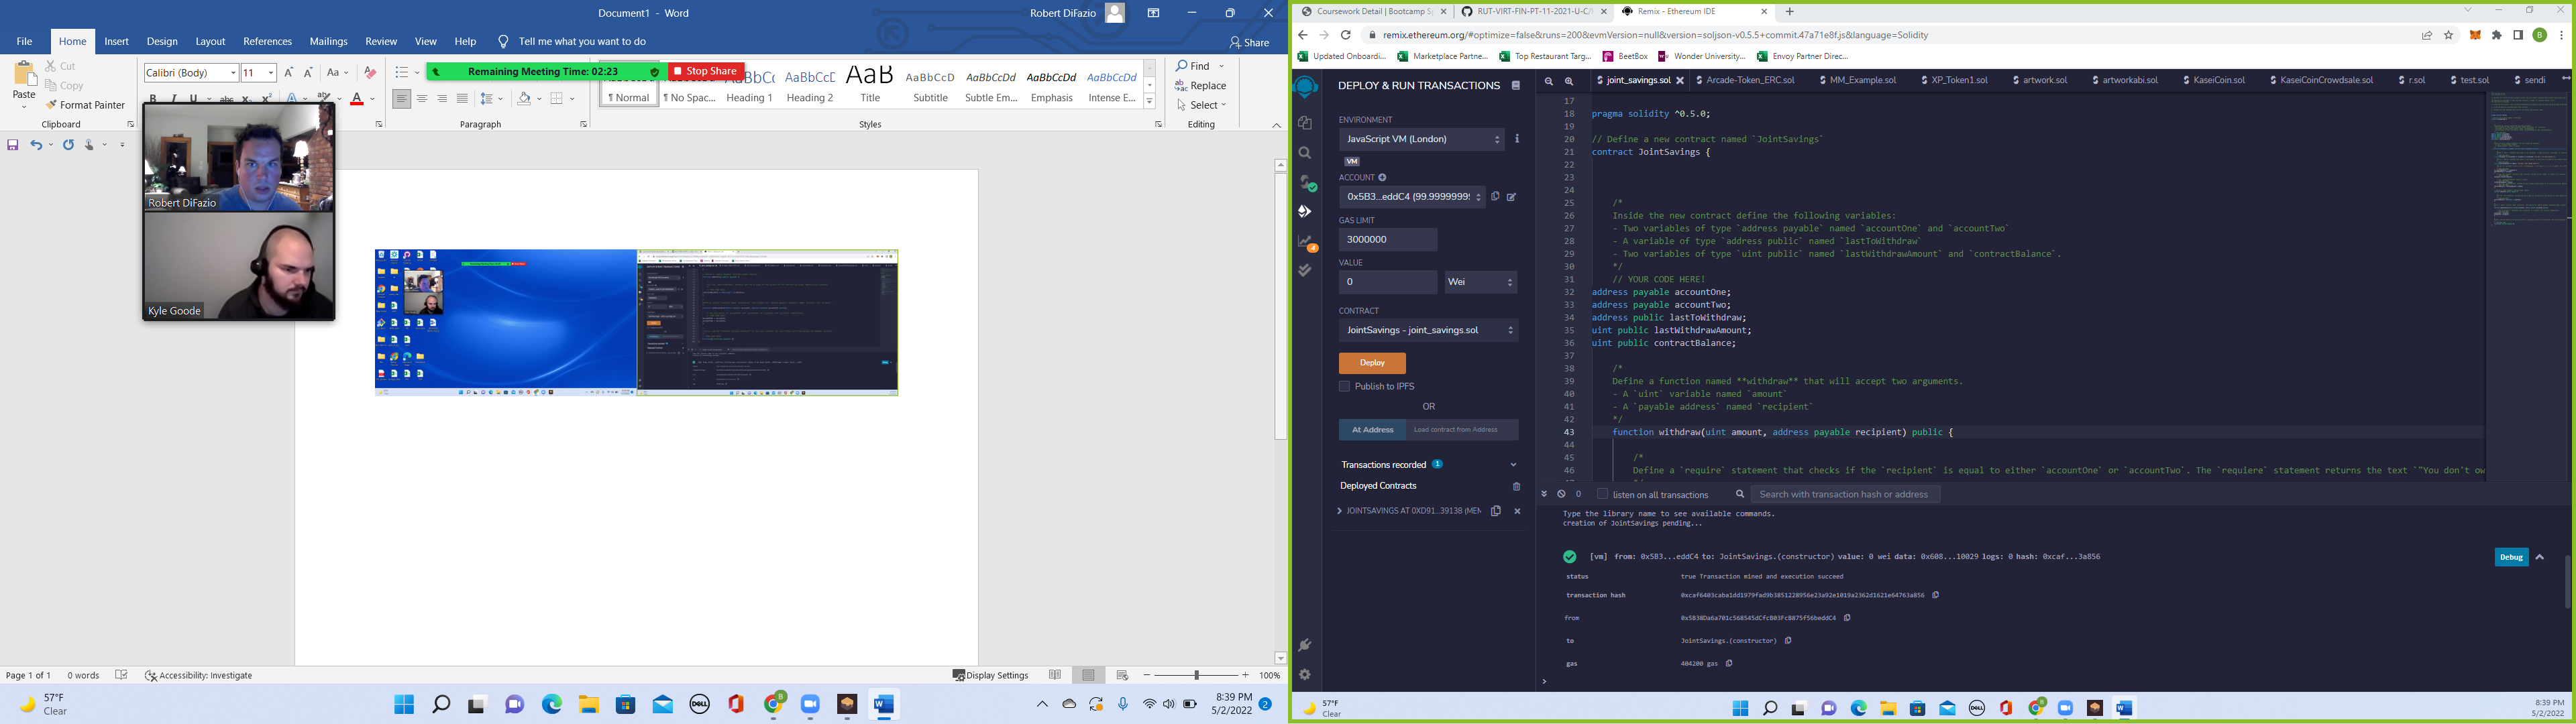 Document1 - Word
Robert DiFazio
File Home Insert Design Layout References Mailings Review View Help Tell me what you want to do
Share
Paste
Cut
Copy
Format Painter
Clipboard
Calibri (Body) 11
Remaining Meeting Time: 02:23 Stop Share
Paragraph
¶ Normal ¶ No Spac... Heading 1 Heading 2 Title Subtitle Subtle Em... Emphasis Intense E...
Styles
Find
Replace
Select
Editing
Robert DiFazio
Kyle Goode
Page 1 of 1 0 words Accessibility: Investigate
Display Settings
100%
57°F
Clear
8:39 PM
5/2/2022
2
Coursework Detail | Bootcamp Sp
RUT-VIRT-FIN-PT-11-2021-U-C/
Remix - Ethereum IDE
remix.ethereum.org/#optimize=false&runs=200&evmVersion=null&version=soljson-v0.5.5+commit.47a71e8f.js&language=Solidity
Updated Onboardi... Marketplace Partne... Top Restaurant Targ... BeetBox Wonder University... Envoy Partner Direc...
DEPLOY & RUN TRANSACTIONS
ENVIRONMENT
JavaScript VM (London)
VM
ACCOUNT
0x5B3...eddC4 (99.9999999
GAS LIMIT
3000000
VALUE
0 Wei
CONTRACT
JointSavings - joint_savings.sol
Deploy
Publish to IPFS
OR
At Address Load contract from Address
Transactions recorded 1
Deployed Contracts
JOINTSAVINGS AT 0XD91...39138 (MEM
joint_savings.sol Arcade-Token_ERC.sol MM_Example.sol XP_Token1.sol artwork.sol artworkabi.sol KaseiCoin.sol KaseiCoinCrowdsale.sol r.sol test.sol sendi
17
18 pragma solidity ^0.5.0;
19
20 // Define a new contract named `JointSavings`
21 contract JointSavings {
22
23
24
25 /*
26 Inside the new contract define the following variables:
27 - Two variables of type `address payable` named `accountOne` and `accountTwo`
28 - A variable of type `address public` named `lastToWithdraw`
29 - Two variables of type `uint public` named `lastWithdrawAmount` and `contractBalance`.
30 */
31 // YOUR CODE HERE!
32 address payable accountOne;
33 address payable accountTwo;
34 address public lastToWithdraw;
35 uint public lastWithdrawAmount;
36 uint public contractBalance;
37
38 /*
39 Define a function named **withdraw** that will accept two arguments.
40 - A `uint` variable named `amount`
41 - A `payable address` named `recipient`
42 */
43 function withdraw(uint amount, address payable recipient) public {
44
45 /*
46 Define a `require` statement that checks if the `recipient` is equal to either `accountOne` or `accountTwo`. The `requiere` statement returns the text `"You don't ow
0 listen on all transactions Search with transaction hash or address
Type the library name to see available commands.
creation of JointSavings pending...
[vm] from: 0x5B3...eddC4 to: JointSavings.(constructor) value: 0 wei data: 0x608...10029 logs: 0 hash: 0xcaf...3a856
Debug
status true Transaction mined and execution succeed
transaction hash 0xcaf6403caba1dd1979fad9b3851228956e23a92e1019a2362d1621e64763a856
from 0x5B38Da6a701c568545dCfcB03FcB875f56beddC4
to JointSavings.(constructor)
gas 404200 gas
57°F
Clear
8:39 PM
5/2/2022